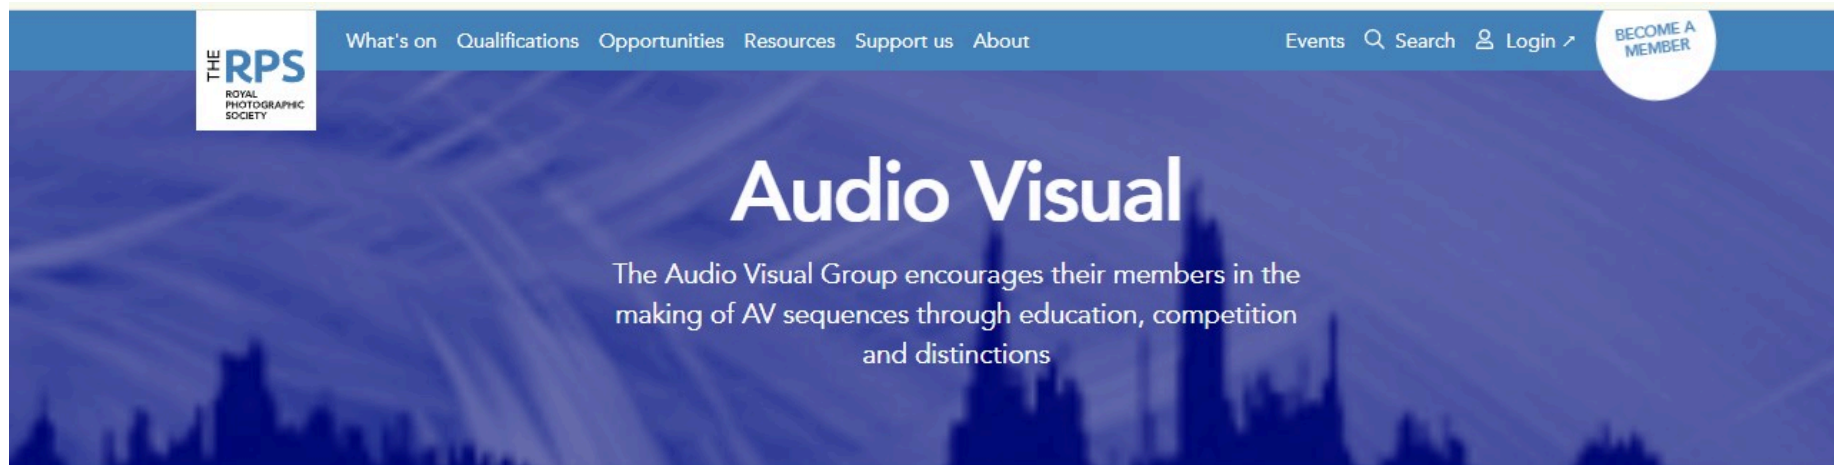 THE RPS
ROYAL
PHOTOGRAPHIC
SOCIETY
What's on Qualifications Opportunities Resources Support us About
Events Search Login ↗
BECOME A
MEMBER
Audio Visual
The Audio Visual Group encourages their members in the
making of AV sequences through education, competition
and distinctions